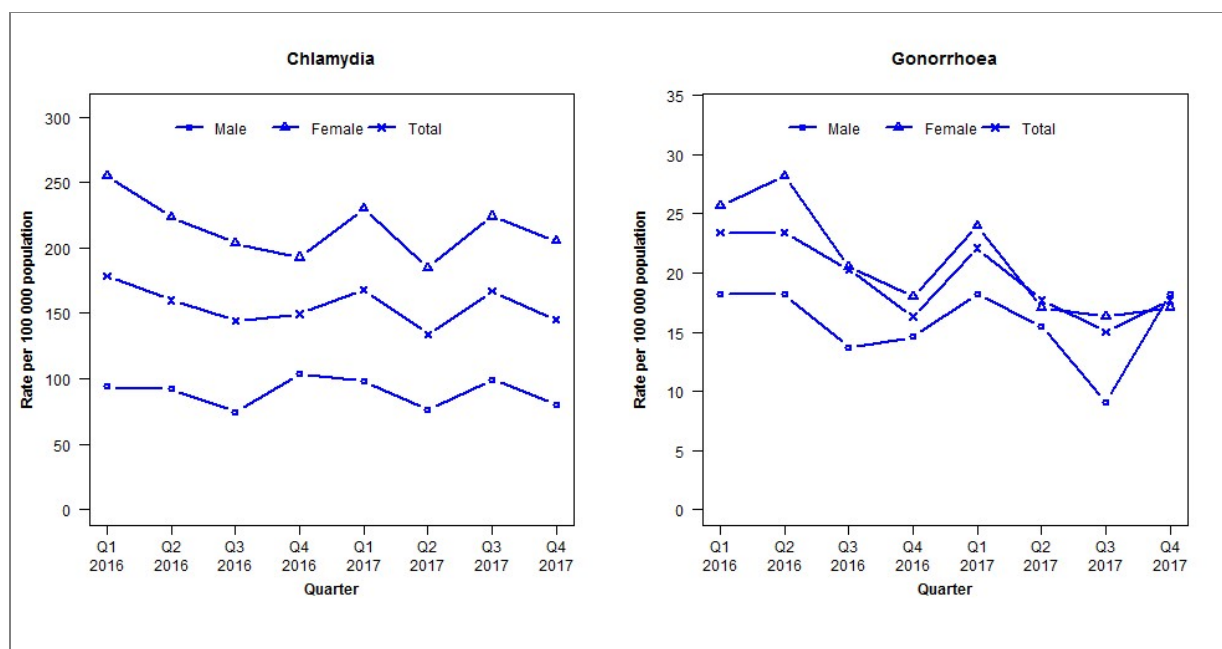 Chlamydia
Rate per 100 000 population
300
250
200
150
100
50
0
Male Female Total
Q1 Q2 Q3 Q4 Q1 Q2 Q3 Q4
2016 2016 2016 2016 2017 2017 2017 2017
Quarter
Gonorrhoea
Rate per 100 000 population
35
30
25
20
15
10
5
0
Male Female Total
Q1 Q2 Q3 Q4 Q1 Q2 Q3 Q4
2016 2016 2016 2016 2017 2017 2017 2017
Quarter